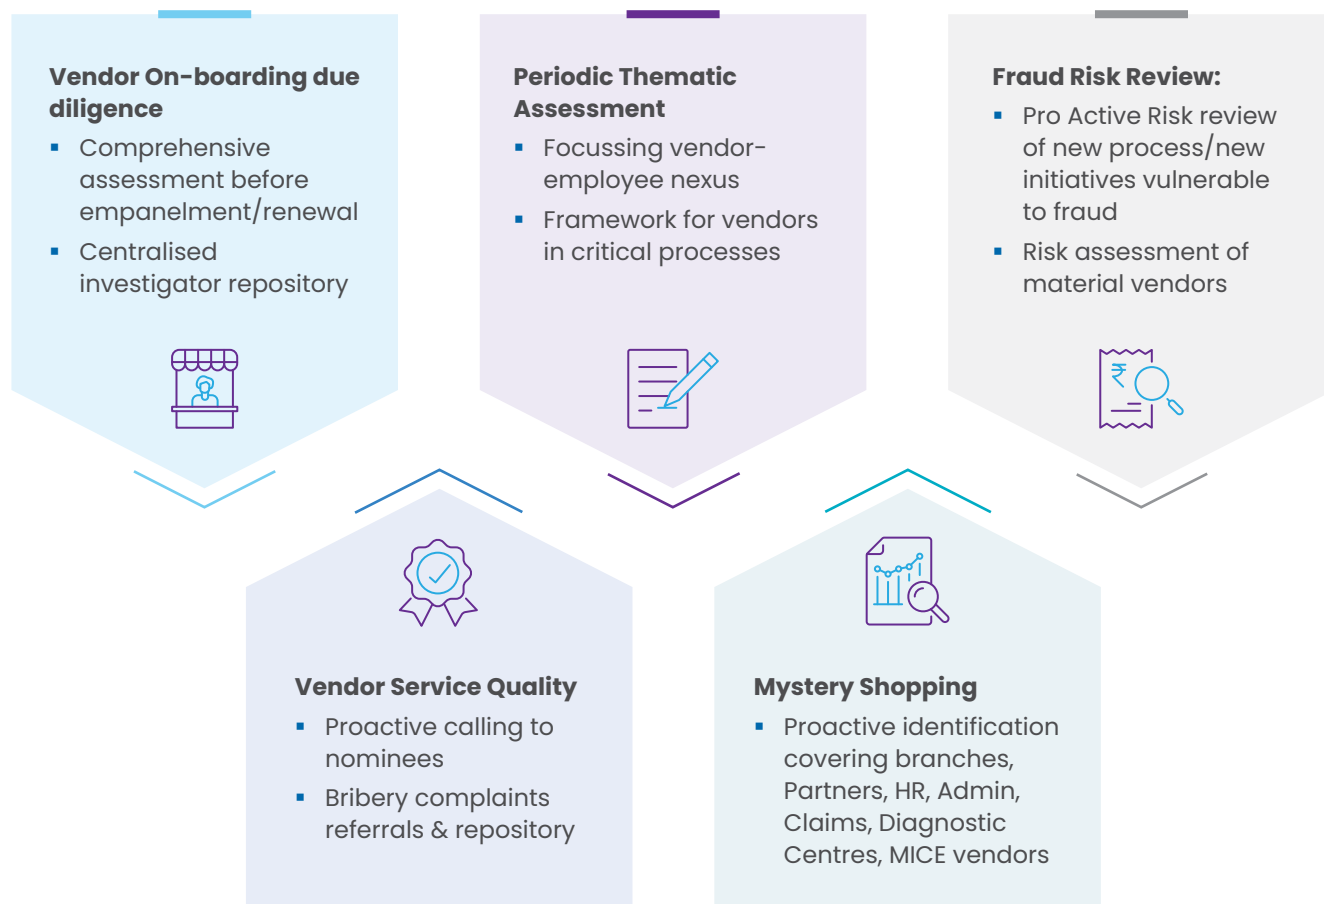 Vendor On-boarding due
diligence
▪ Comprehensive
assessment before
empanelment/renewal
▪ Centralised
investigator repository
Periodic Thematic
Assessment
▪ Focussing vendor-
employee nexus
▪ Framework for vendors
in critical processes
Fraud Risk Review:
▪ Pro Active Risk review
of new process/new
initiatives vulnerable
to fraud
▪ Risk assessment of
material vendors
₹
Vendor Service Quality
▪ Proactive calling to
nominees
▪ Bribery complaints
referrals & repository
Mystery Shopping
▪ Proactive identification
covering branches,
Partners, HR, Admin,
Claims, Diagnostic
Centres, MICE vendors